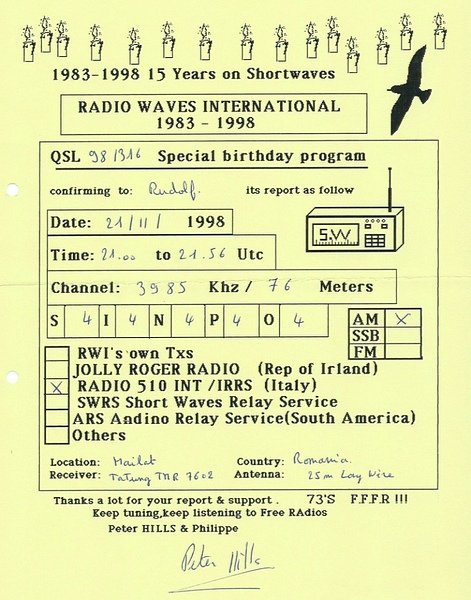 1983-1998 15 Years on Shortwaves
RADIO WAVES INTERNATIONAL
1983 - 1998
QSL 98/316 Special birthday program
confirming to: Rudolf. its report as follow
Date: 21/11/ 1998
S.W
Time: 21.00 to 21.56 Utc
Channel: 3985 Khz / 76 Meters
S 4 I 4 N 4 P 4 O 4
AM X
SSB
FM
RWI's own Txs
JOLLY ROGER RADIO (Rep of Irland)
X RADIO 510 INT /IRRS (Italy)
SWRS Short Waves Relay Service
ARS Andino Relay Service(South America)
Others
Location: Mailat Country: Romania.
Receiver: Tatung TMR 7602 Antenna: 25m Long Wire
Thanks a lot for your report & support . 73'S F.F.F.R !!!
Keep tuning,keep listening to Free RAdios
Peter HILLS & Philippe
Peter Hills